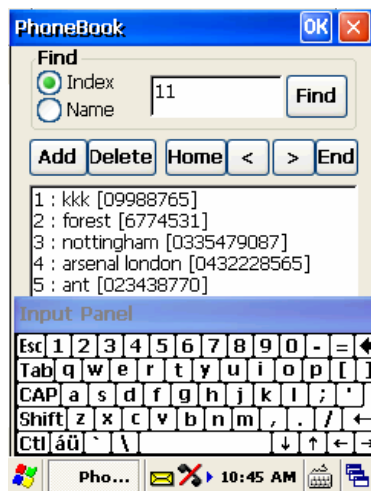 PhoneBook OK
Find
Index
Name
11
Find
Add Delete Home < > End
1 : kkk [09988765]
2 : forest [6774531]
3 : nottingham [0335479087]
4 : arsenal london [0432228565]
5 : ant [023438770]
Input Panel
Esc 1 2 3 4 5 6 7 8 9 0 - =
Tab q w e r t y u i o p [ ]
CAP a s d f g h j k l ; '
Shift z x c v b n m , . / ←
Ctl áü ` \ ↓ ↑ ← →
Pho... 10:45 AM